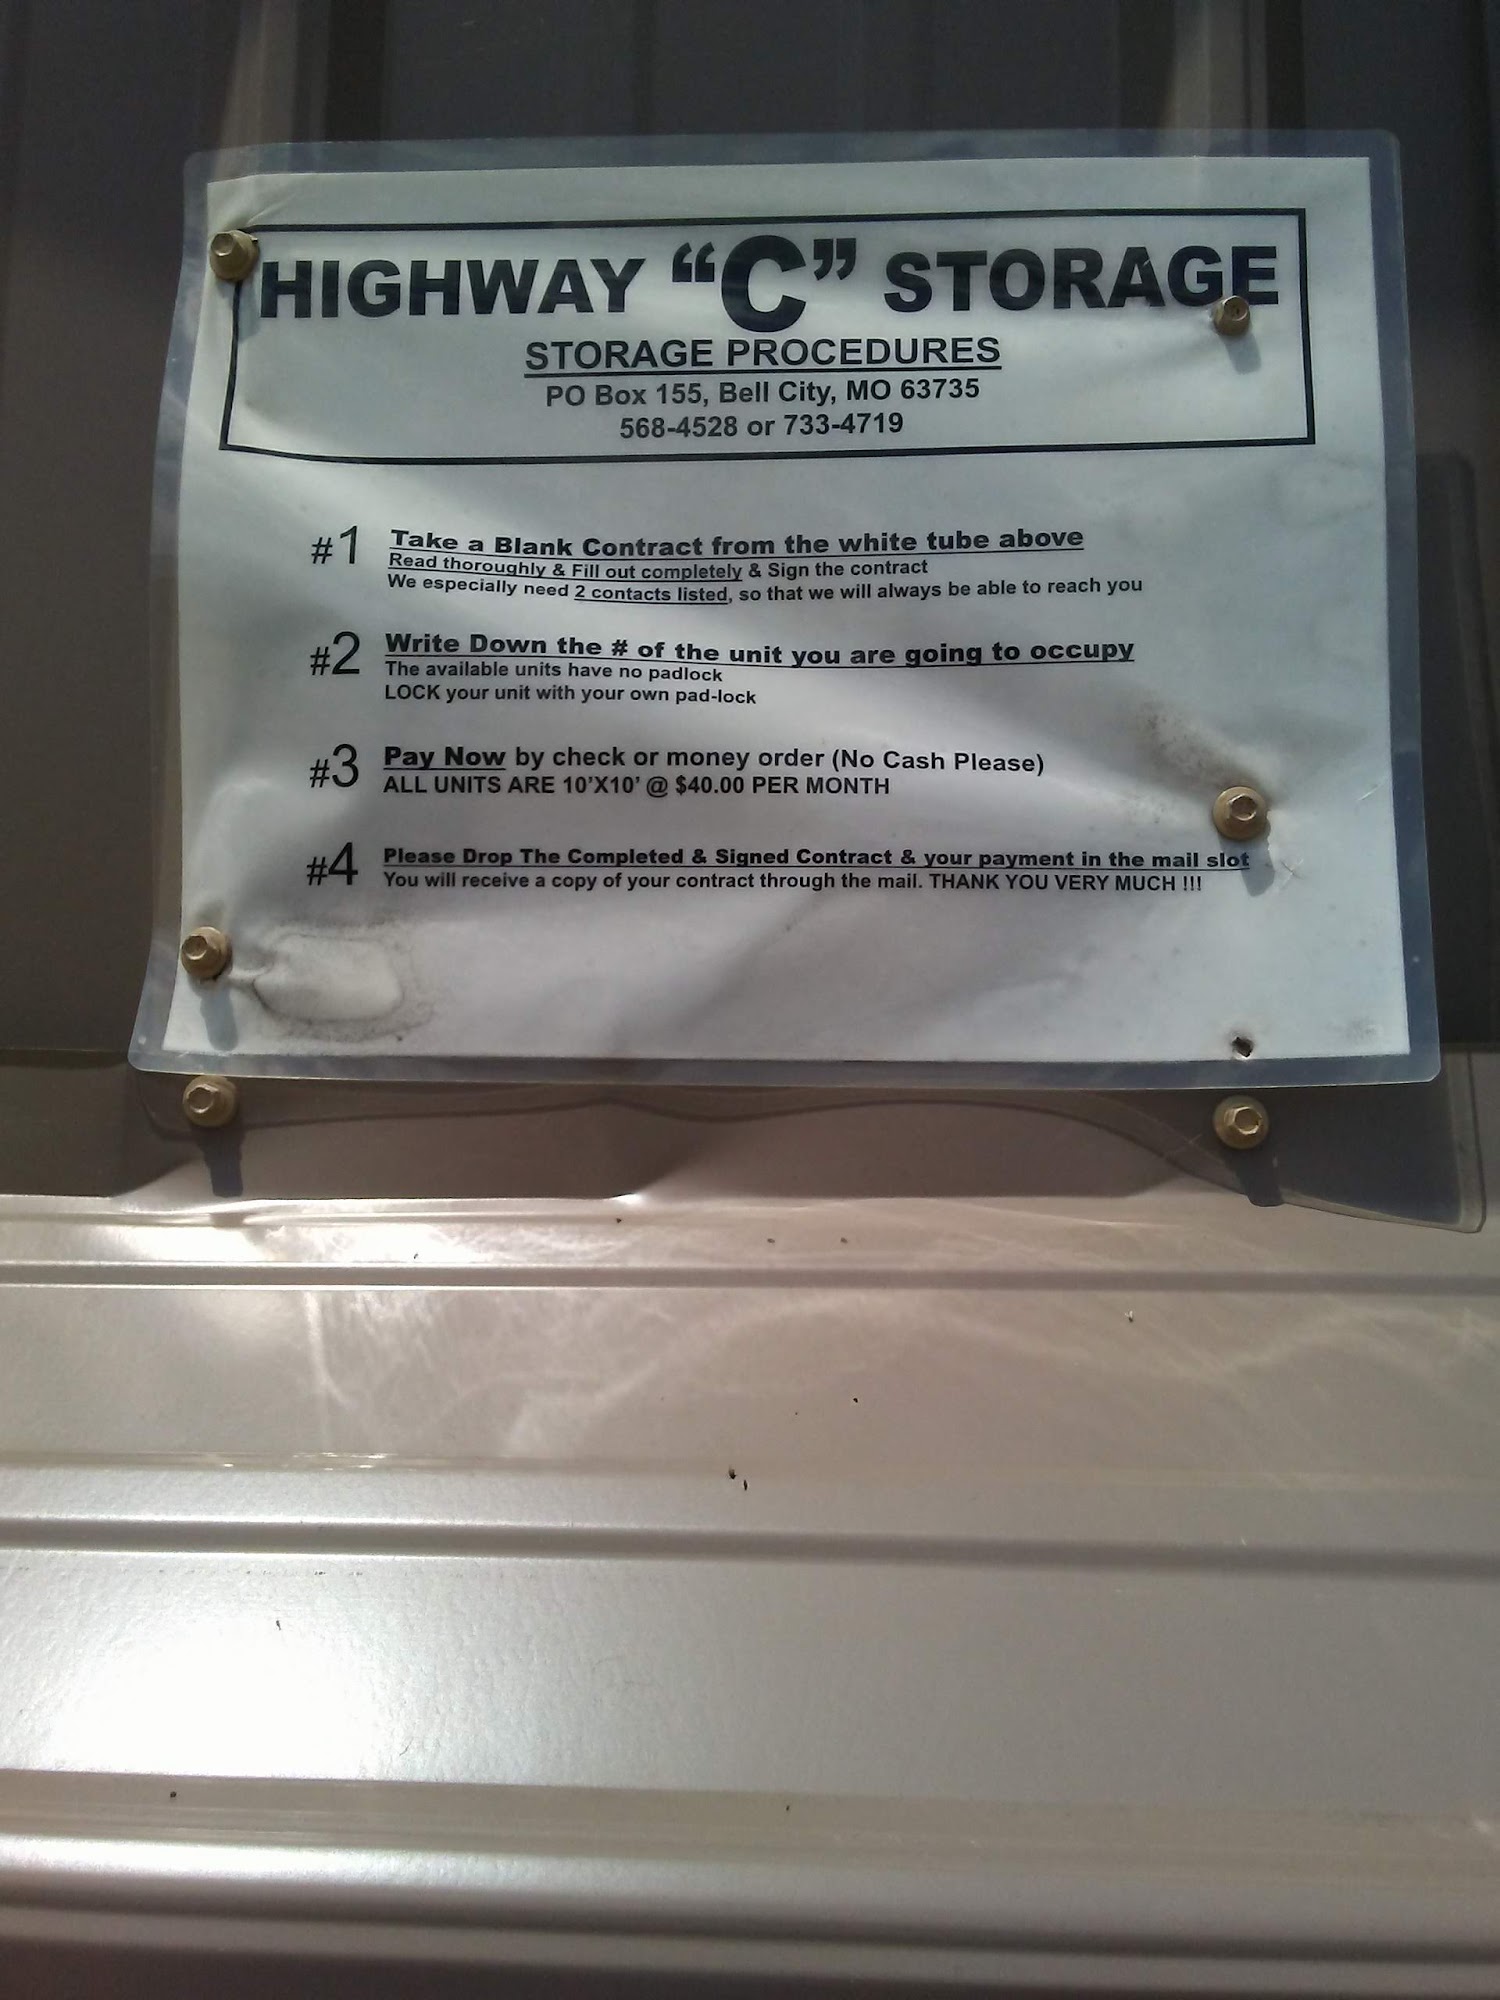 HIGHWAY “C” STORAGE
STORAGE PROCEDURES
PO Box 155, Bell City, MO 63735
568-4528 or 733-4719
#1 Take a Blank Contract from the white tube above
Read thoroughly & Fill out completely & Sign the contract
We especially need 2 contacts listed, so that we will always be able to reach you
#2 Write Down the # of the unit you are going to occupy
The available units have no padlock
LOCK your unit with your own pad-lock
#3 Pay Now by check or money order (No Cash Please)
ALL UNITS ARE 10'X10' @ $40.00 PER MONTH
#4 Please Drop The Completed & Signed Contract & your payment in the mail slot
You will receive a copy of your contract through the mail. THANK YOU VERY MUCH !!!